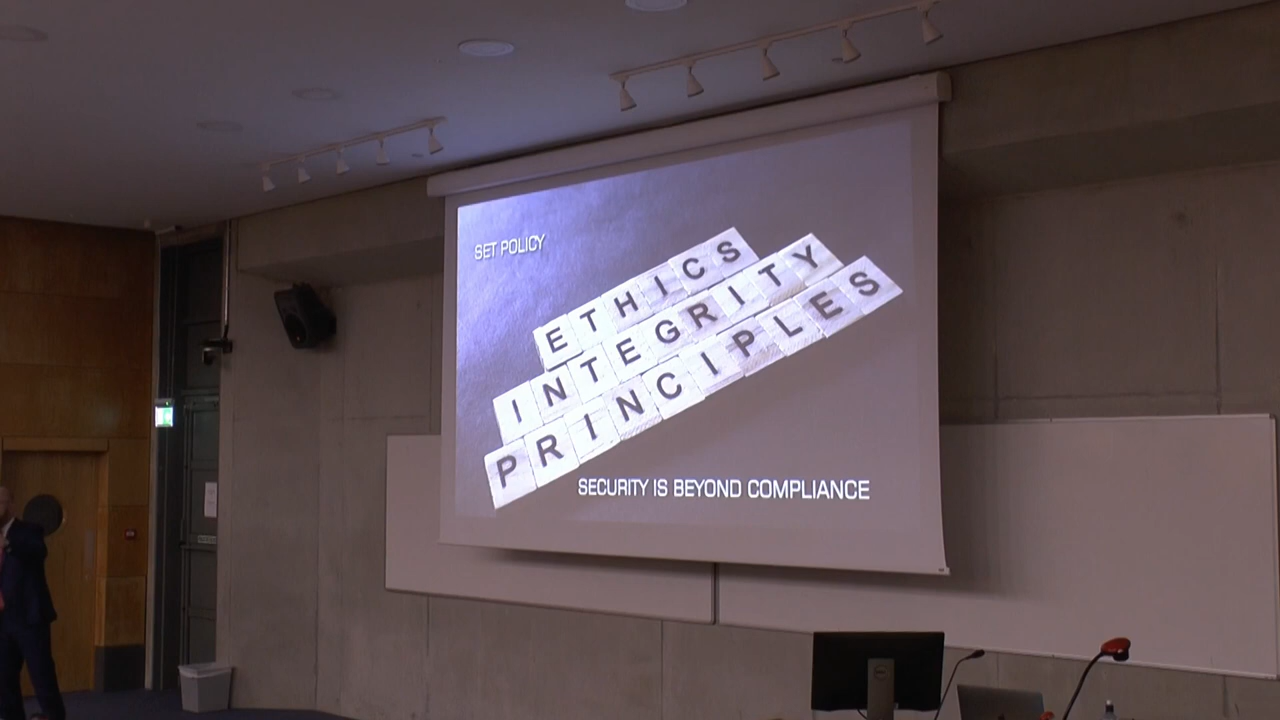 SET POLICY
ETHICS
INTEGRITY
PRINCIPLES
SECURITY IS BEYOND COMPLIANCE